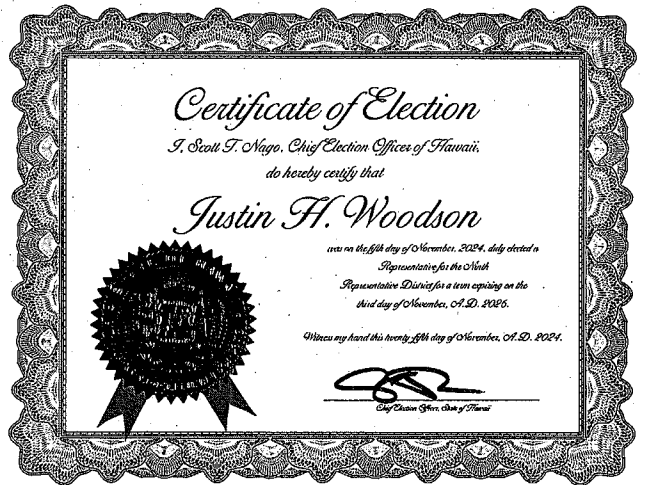 Certificate of Election
I, Scott T. Nago, Chief Election Officer of Hawaii,
do hereby certify that
Justin H. Woodson
was on the fifth day of November, 2024, duly elected a
Representative for the Ninth
Representative District for a term expiring on the
third day of November, A.D. 2026.
Witness my hand this twenty fifth day of November, A.D. 2024.
Chief Election Officer, State of Hawaii